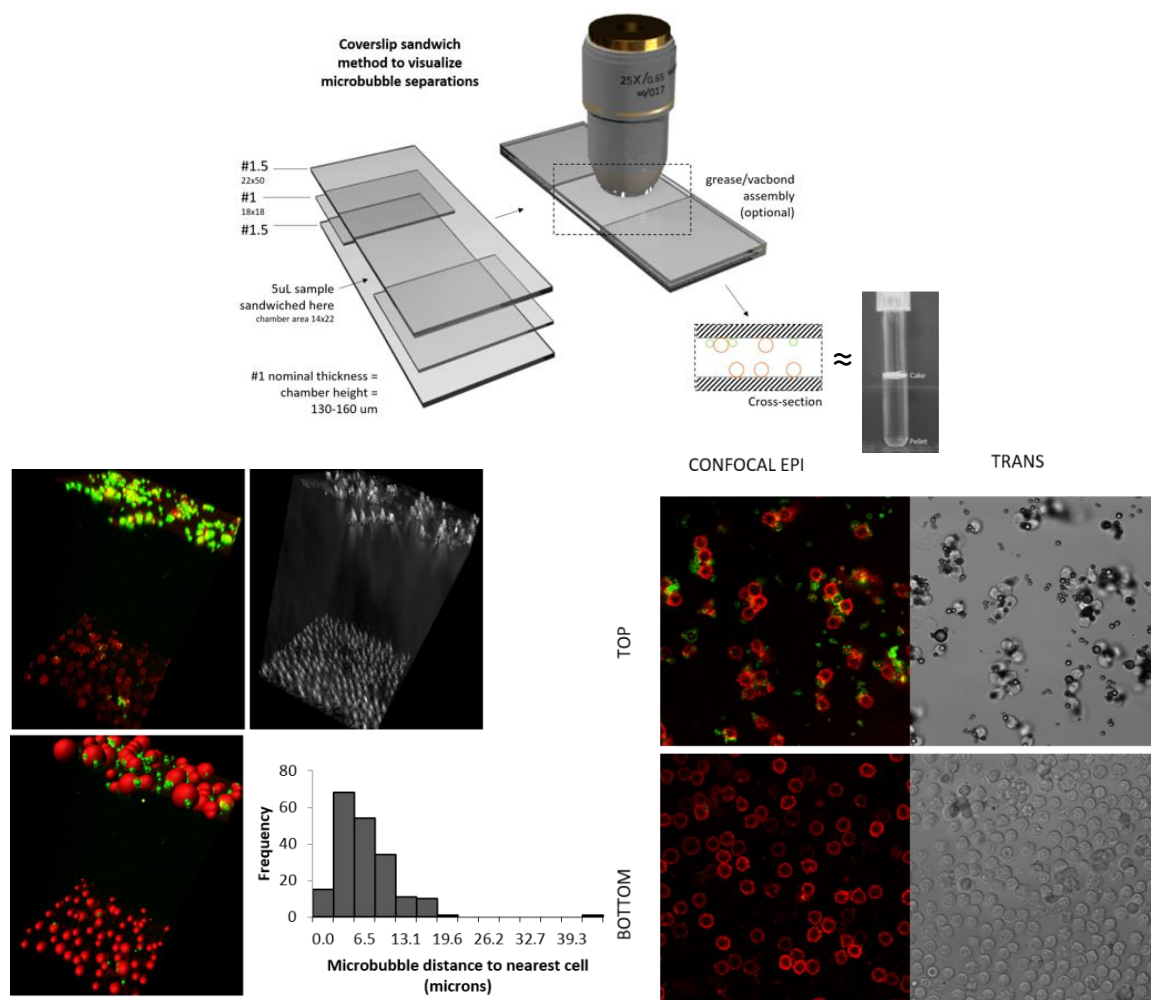 Coverslip sandwich
method to visualize
microbubble separations
25X/0.65
∞/017
#1.5
22x50
#1
18x18
#1.5
grease/vacbond
assembly
(optional)
5uL sample
sandwiched here
chamber area 14x22
#1 nominal thickness =
chamber height =
130-160 um
≈
Cake
Pellet
Cross-section
CONFOCAL EPI
TRANS
TOP
BOTTOM
80
60
40
20
0
Frequency
0.0 6.5 13.1 19.6 26.2 32.7 39.3
Microbubble distance to nearest cell
(microns)